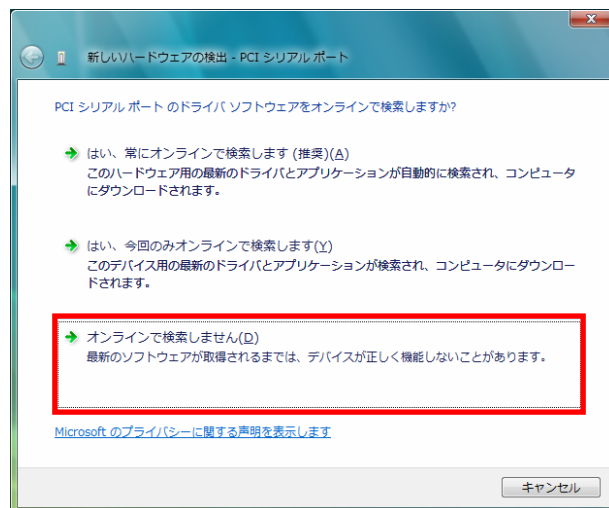 新しいハードウェアの検出 - PCI シリアル ポート
PCI シリアル ポート のドライバ ソフトウェアをオンラインで検索しますか?
はい、常にオンラインで検索します (推奨)(A)
このハードウェア用の最新のドライバとアプリケーションが自動的に検索され、コンピュータ
にダウンロードされます。
はい、今回のみオンラインで検索します(Y)
このデバイス用の最新のドライバとアプリケーションが検索され、コンピュータにダウンロー
ドされます。
オンラインで検索しません(D)
最新のソフトウェアが取得されるまでは、デバイスが正しく機能しないことがあります。
Microsoft のプライバシーに関する声明を表示します
キャンセル